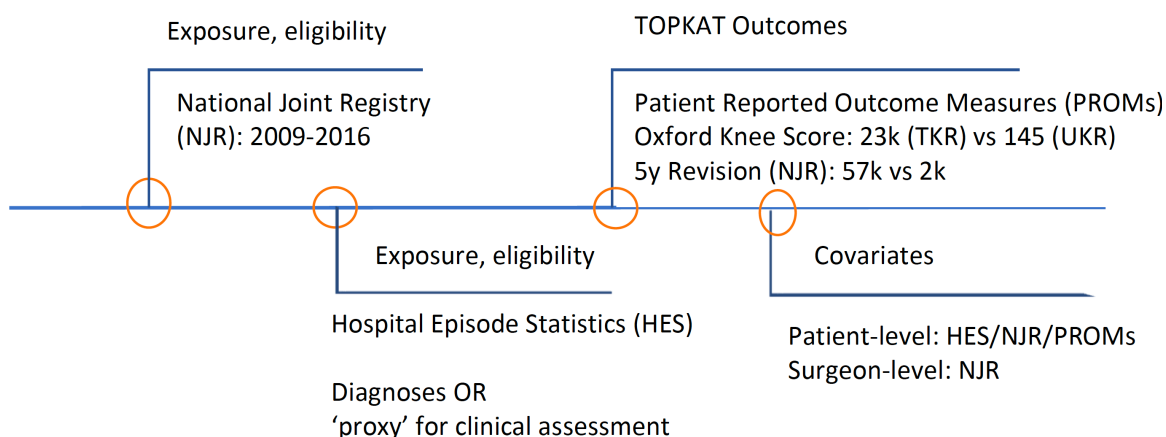 Exposure, eligibility
National Joint Registry
(NJR): 2009-2016
TOPKAT Outcomes
Patient Reported Outcome Measures (PROMs)
Oxford Knee Score: 23k (TKR) vs 145 (UKR)
5y Revision (NJR): 57k vs 2k
Exposure, eligibility
Hospital Episode Statistics (HES)
Diagnoses OR
‘proxy’ for clinical assessment
Covariates
Patient-level: HES/NJR/PROMs
Surgeon-level: NJR